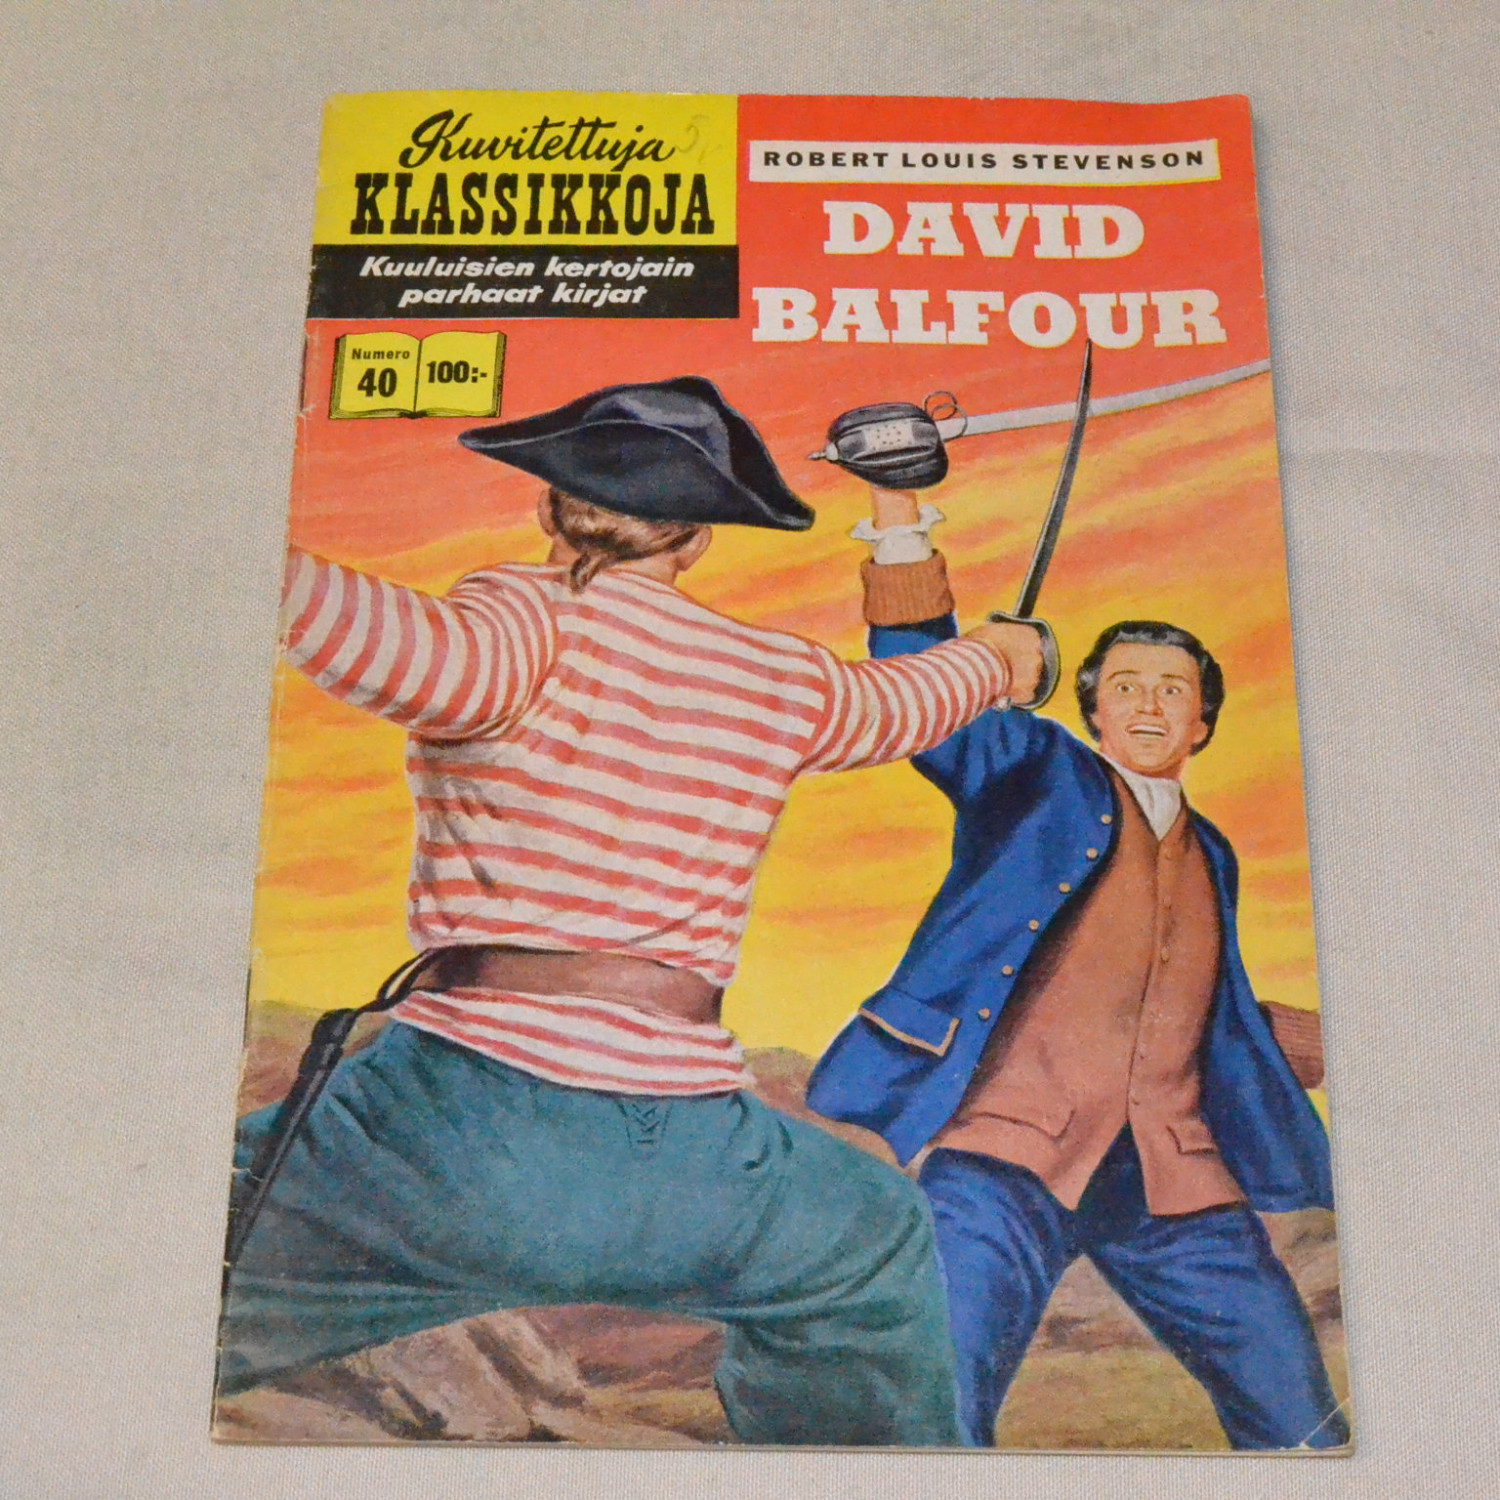 Kuvitettuja
KLASSIKKOJA
Kuuluisien kertojain
parhaat kirjat
Numero
40
100:-
ROBERT LOUIS STEVENSON
DAVID
BALFOUR